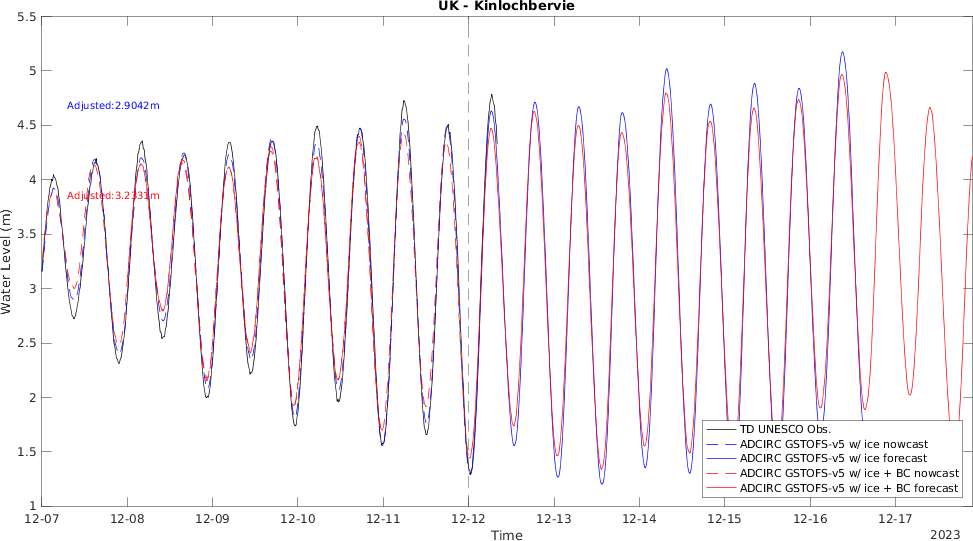 UK - Kinlochbervie
5.5
5
4.5
4
3.5
3
2.5
2
1.5
1
Water Level (m)
Adjusted:2.9042m
Adjusted:3.2331m
TD UNESCO Obs.
ADCIRC GSTOFS-v5 w/ ice nowcast
ADCIRC GSTOFS-v5 w/ ice forecast
ADCIRC GSTOFS-v5 w/ ice + BC nowcast
ADCIRC GSTOFS-v5 w/ ice + BC forecast
12-07 12-08 12-09 12-10 12-11 12-12 12-13 12-14 12-15 12-16 12-17
Time
2023